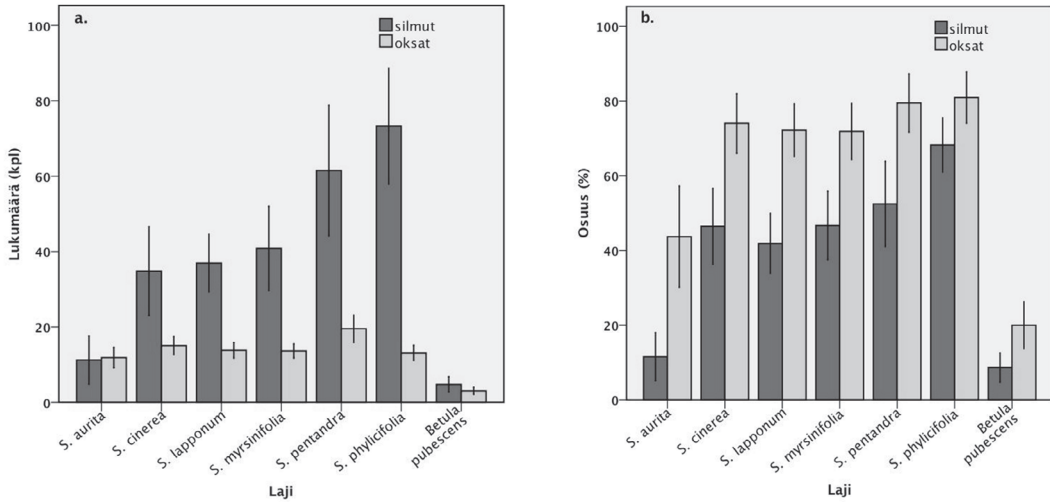 a.
silmut
oksat
Lukumäärä (kpl)
100
80
60
40
20
0
S. aurita
S. cinerea
S. lapponum
S. myrsinifolia
S. pentandra
S. phylicifolia
Betula
pubescens
Laji
b.
silmut
oksat
Osuus (%)
100
80
60
40
20
0
S. aurita
S. cinerea
S. lapponum
S. myrsinifolia
S. pentandra
S. phylicifolia
Betula
pubescens
Laji